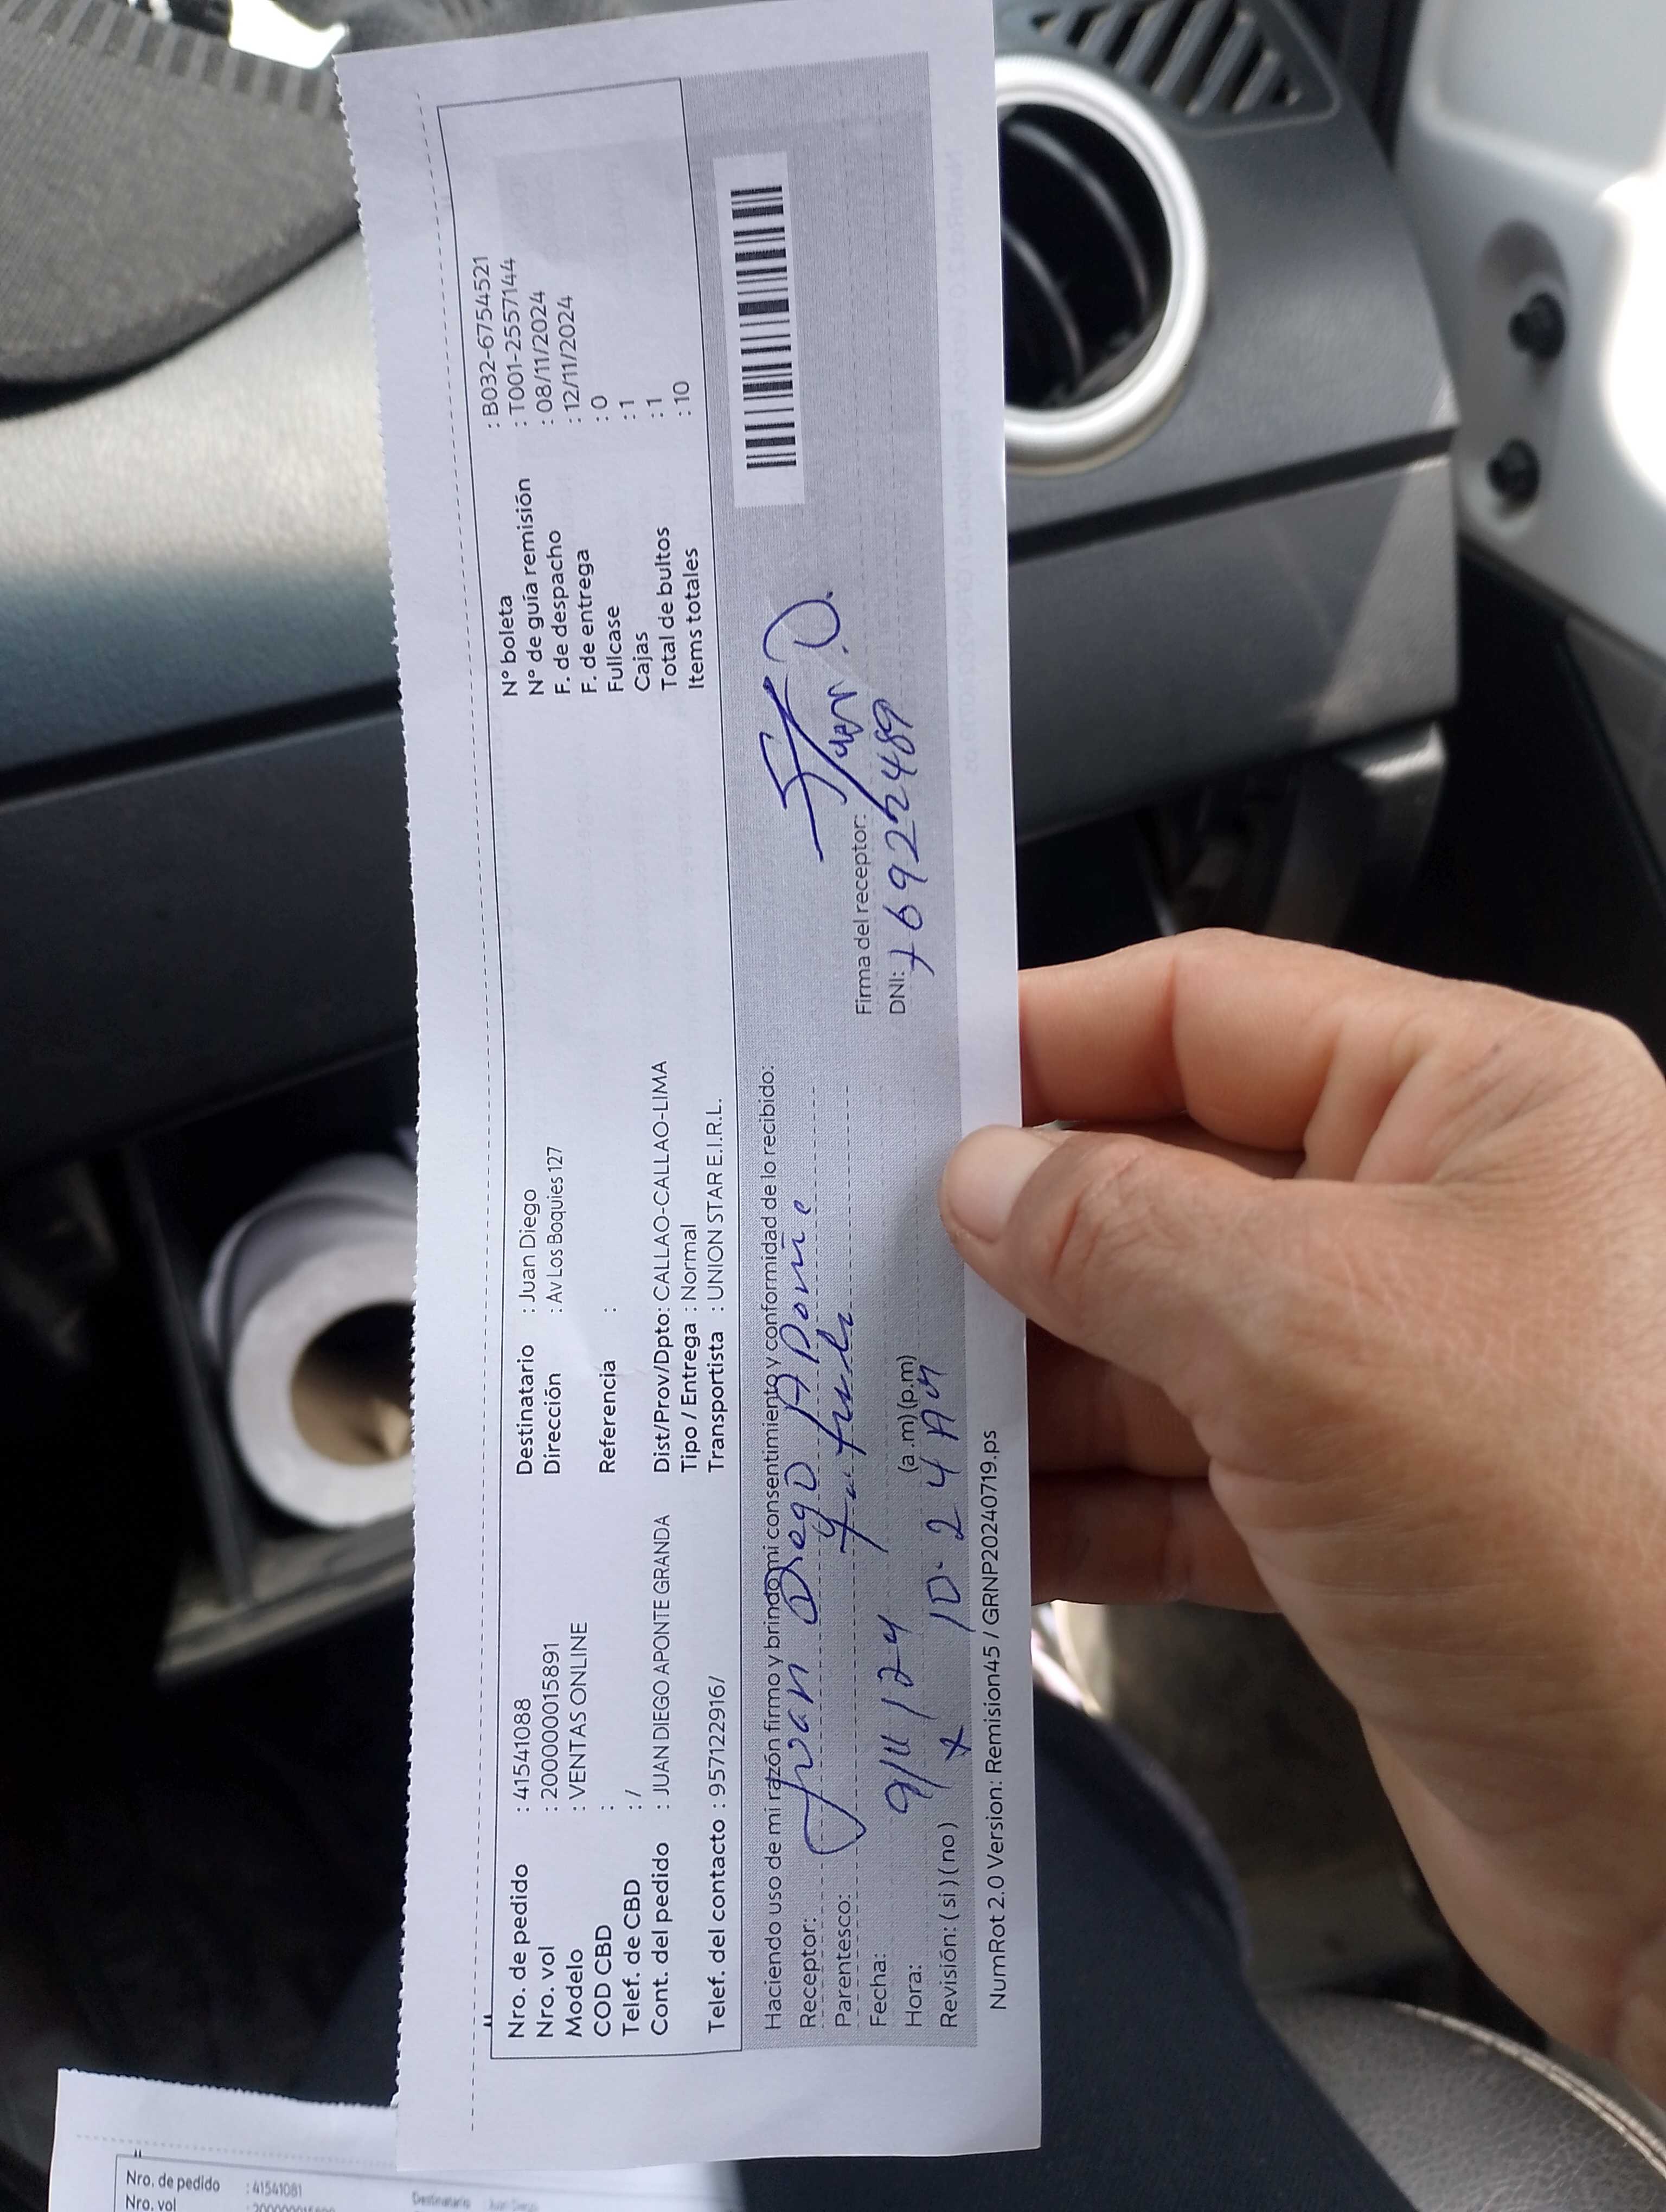 Nro. de pedido : 41541088
Nro. vol : 200000015891
Modelo : VENTAS ONLINE
COD CBD :
Telef. de CBD : /
Cont. del pedido : JUAN DIEGO APONTE GRANDA
Telef. del contacto : 957122916/
Destinatario : Juan Diego
Dirección : Av Los Boquies 127
Referencia :
Dist/Prov/Dpto: CALLAO-CALLAO-LIMA
Tipo / Entrega : Normal
Transportista : UNION STAR E.I.R.L.
N° boleta : B032-6754521
N° de guía remisión : T001-2557144
F. de despacho : 08/11/2024
F. de entrega : 12/11/2024
Fullcase : 0
Cajas : 1
Total de bultos : 1
Items totales : 10
Haciendo uso de mi razón firmo y brindo mi consentimiento y conformidad de lo recibido:
Receptor: Juan Diego
Parentesco:
Fecha: 9/11/24
Hora: 10.24 AM (a.m) (p.m)
Revisión: ( si ) ( no )
Firma del receptor:
DNI: 76922489
NumRot 2.0 Version: Remision45 / GRNP20240719.ps
Nro. de pedido : 41541081
Nro. vol
Destinatario : Juan Diego